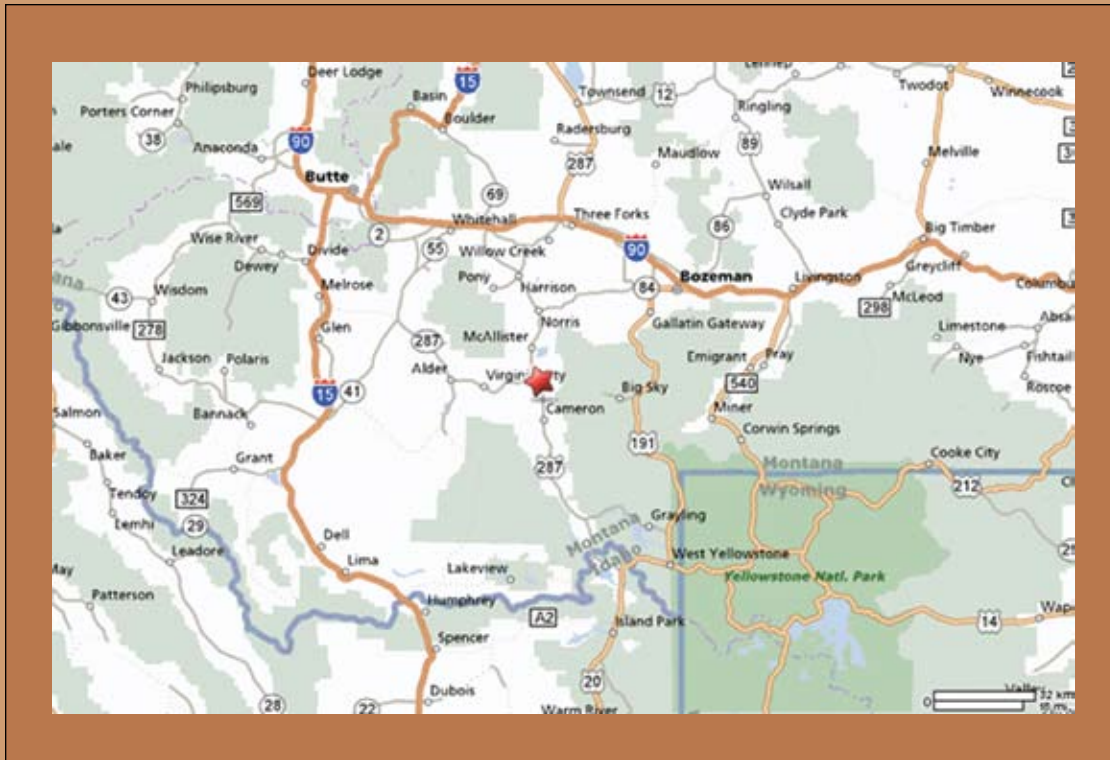 Deer Lodge
15
Philipsburg
Basin
Townsend
12
Twodot
Winnecook
Porters Corner
Boulder
Ringling
38
90
Radersburg
Anaconda
287
Maudlow
89
Melville
Butte
569
69
Wilsall
Whitehall
Three Forks
86
Clyde Park
Big Timber
Wise River
2
55
Willow Creek
90
Divide
Dewey
Bozeman
Livingston
Greycliff
Pony
Melrose
Harrison
84
McLeod
43
Wisdom
298
Gibbonsville
278
Glen
Norris
Gallatin Gateway
Limestone
McAllister
287
Jackson
Polaris
Emigrant
Pray
Nye
Alder
540
Roscoe
15
41
Big Sky
Salmon
Bannack
Cameron
Miner
Corwin Springs
191
Baker
Grant
Cooke City
287
Montana
Wyoming
212
Tendoy
324
Lemhi
29
Grayling
Montana
Idaho
Dell
Leadore
Lima
West Yellowstone
Lakeview
Yellowstone Natl. Park
Patterson
Humphrey
A2
Island Park
14
Spencer
20
28
Dubois
22
Warm River
0
32 km